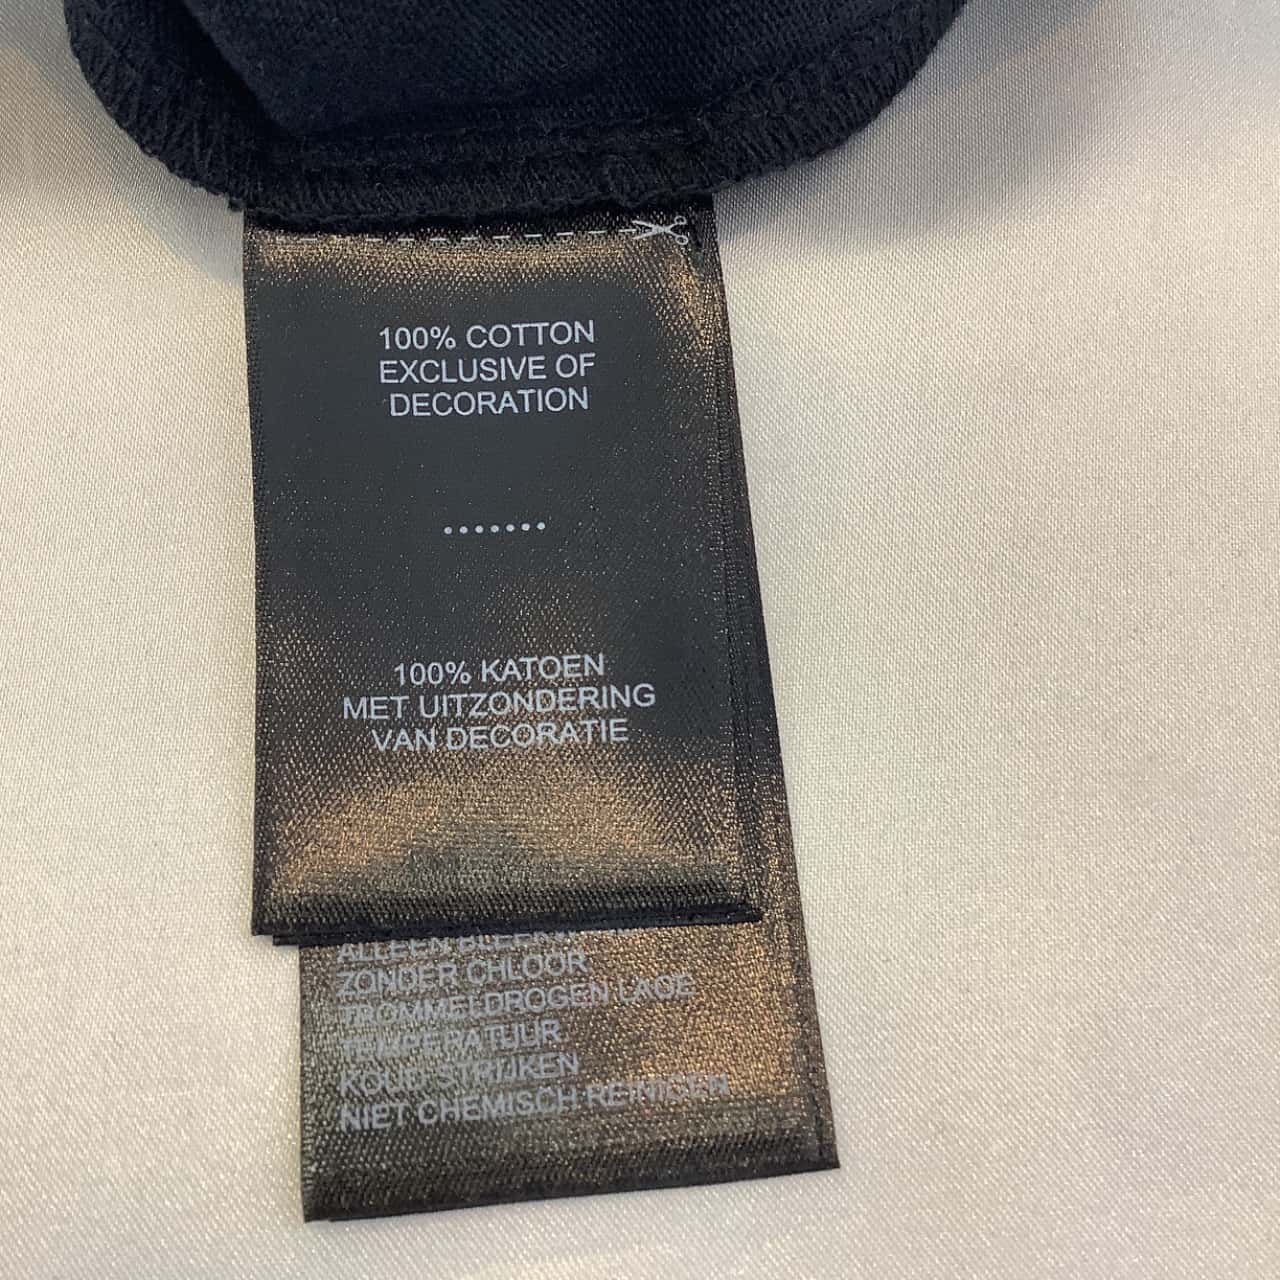 100% COTTON
EXCLUSIVE OF
DECORATION
........
100% KATOEN
MET UITZONDERING
VAN DECORATIE
ALLEEN
ZONDER CHLOOR
TROMMELDROGEN LAGE
TEMPERATUUR
KOUD STRIJKEN
NIET CHEMISCH REINIGEN